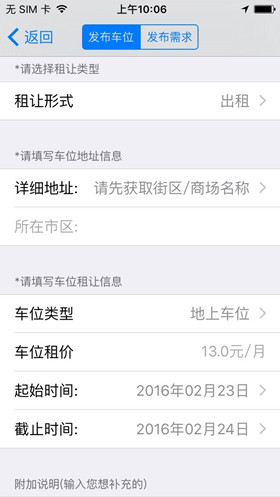 无 SIM 卡 上午10:06
返回 发布车位 发布需求
*请选择租让类型
租让形式 出租
*请填写车位地址信息
详细地址: 请先获取街区/商场名称
所在市区:
*请填写车位租让信息
车位类型 地上车位
车位租价 13.0元/月
起始时间: 2016年02月23日
截止时间: 2016年02月24日
附加说明(输入您想补充的)